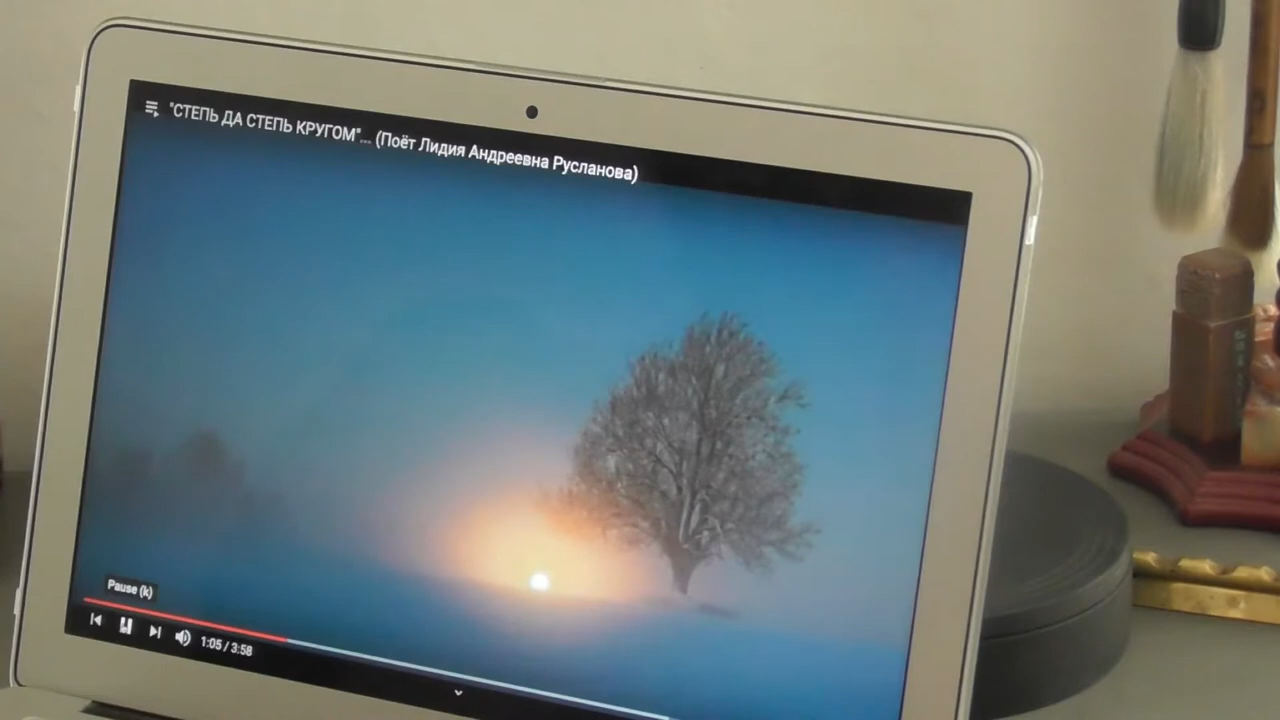 "СТЕПЬ ДА СТЕПЬ КРУГОМ"... (Поёт Лидия Андреевна Русланова)
Pause (k)
1:05 / 3:58